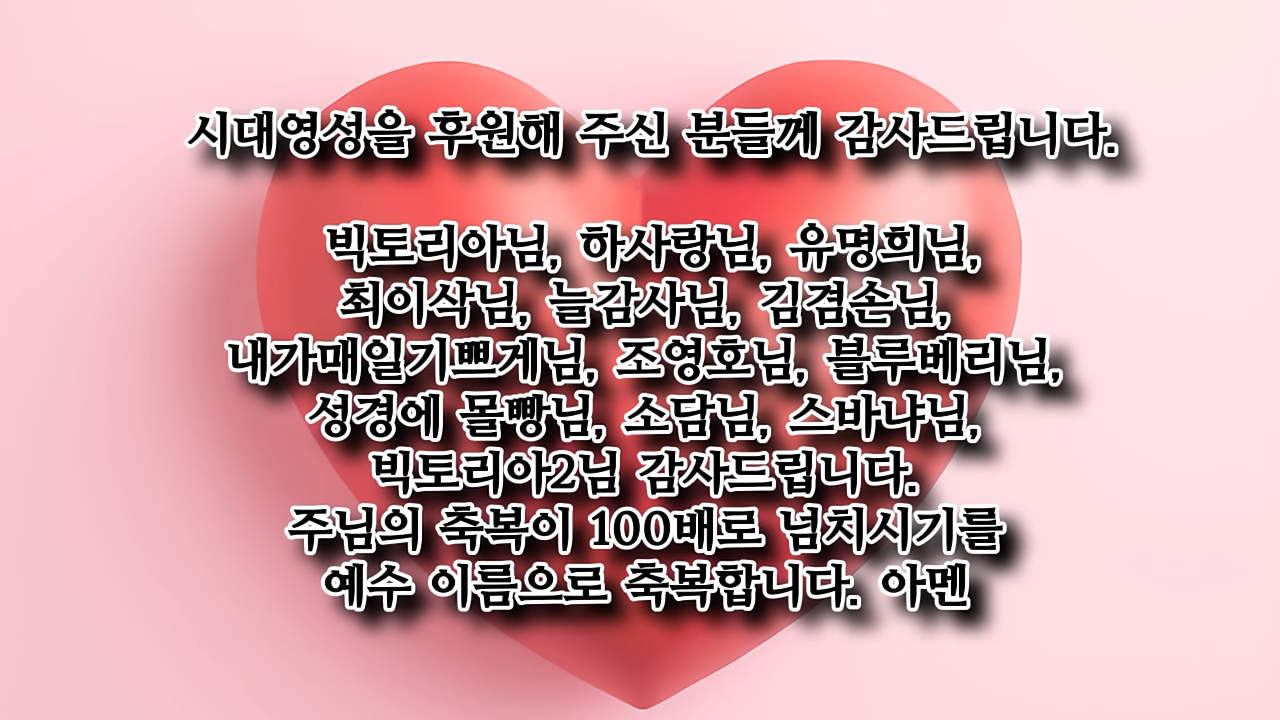 시대영성을 후원해 주신 분들께 감사드립니다.
빅토리아님, 하사랑님, 유명희님,
최이삭님, 늘감사님, 김겸손님,
내가매일기쁘게님, 조영호님, 블루베리님,
성경에 몰빵님, 소담님, 스바냐님,
빅토리아2님 감사드립니다.
주님의 축복이 100배로 넘치시기를
예수 이름으로 축복합니다. 아멘